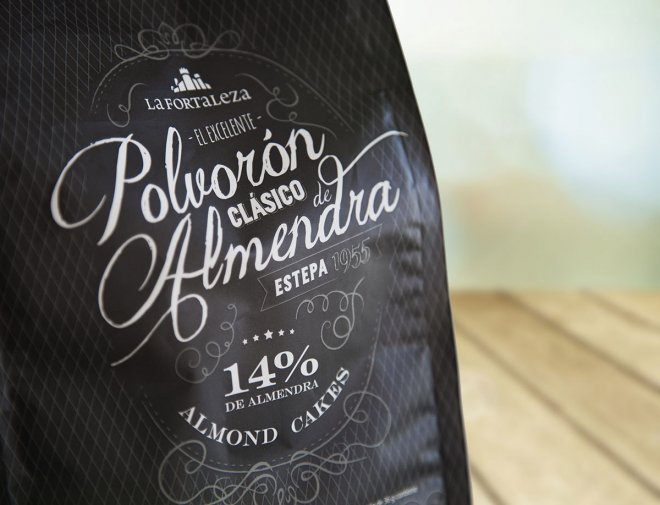 LA FORTALEZA
- EL EXCELENTE -
Polvorón
CLÁSICO de
Almendra
ESTEPA 1955
14%
DE ALMENDRA
ALMOND CAKES